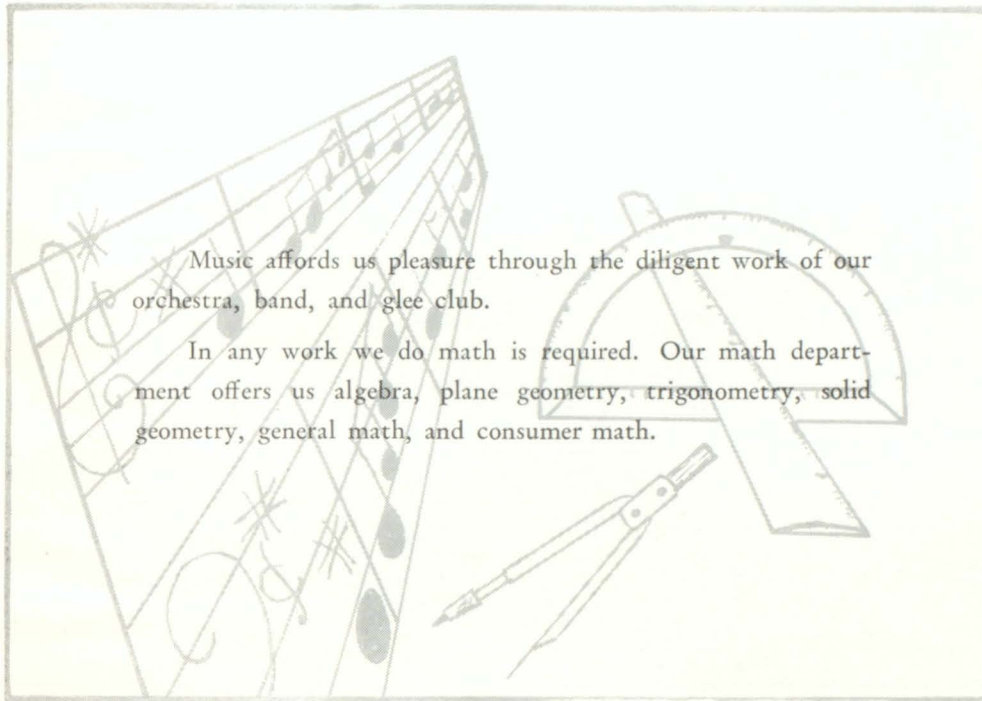 Music affords us pleasure through the diligent work of our
orchestra, band, and glee club.
In any work we do math is required. Our math depart-
ment offers us algebra, plane geometry, trigonometry, solid
geometry, general math, and consumer math.